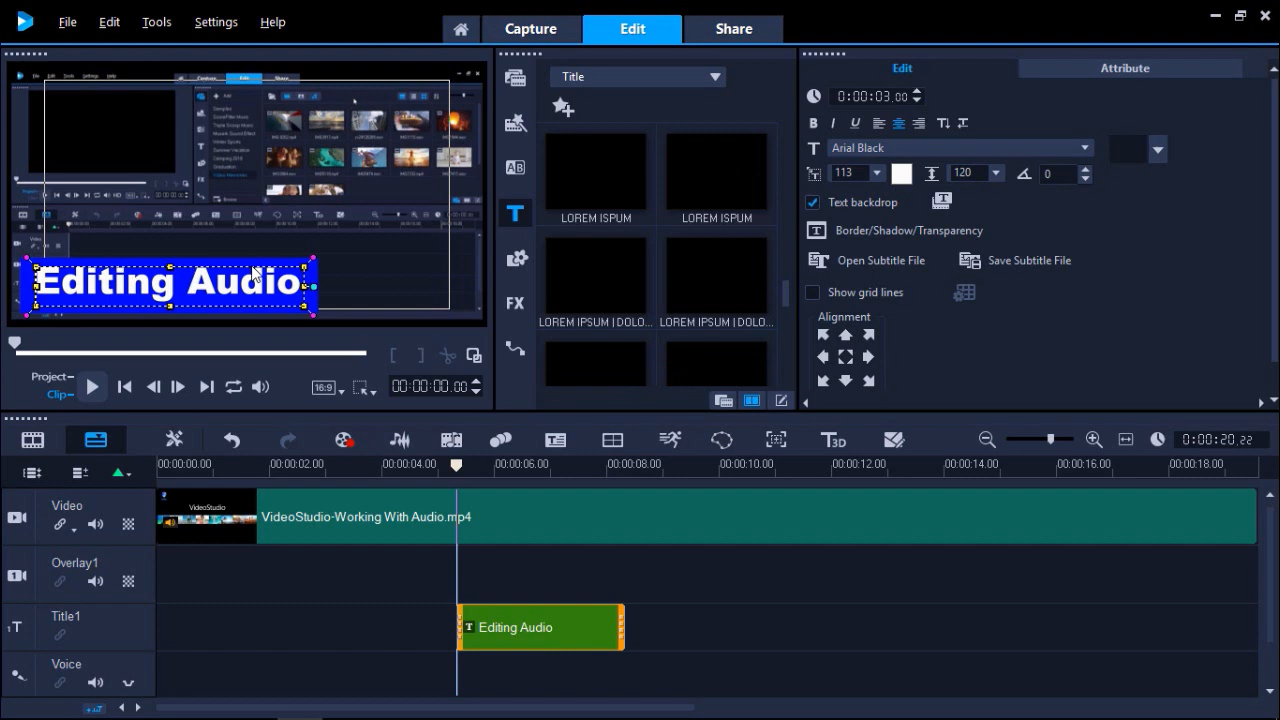 File Edit Tools Settings Help
Capture Edit Share
Title
LOREM ISPUM LOREM ISPUM
LOREM IPSUM | DOLO... LOREM IPSUM | DOLO...
FX
Edit Attribute
0:00:03.00
B I U
Arial Black
113 120 0
Text backdrop
Border/Shadow/Transparency
Open Subtitle File Save Subtitle File
Show grid lines
Alignment
Capture Edit Share
Editing Audio
Project
Clip
16:9 00:00:00.00
T3D 0:00:20.22
00:00:00.00 00:00:02.00 00:00:04.00 00:00:06.00 00:00:08.00 00:00:10.00 00:00:12.00 00:00:14.00 00:00:16.00 00:00:18.00
Video
VideoStudio
VideoStudio-Working With Audio.mp4
Overlay1
Title1
Editing Audio
Voice